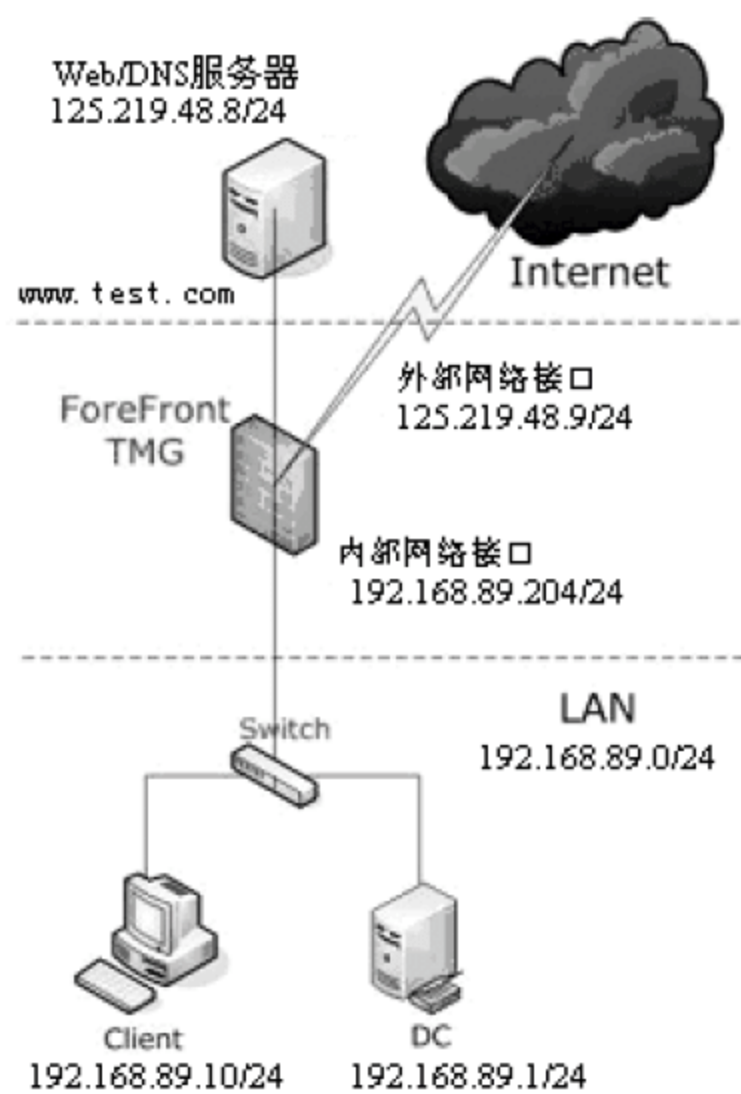 Web/DNS服务器
125.219.48.8/24
Internet
www.test.com
外部网络接口
125.219.48.9/24
ForeFront
TMG
内部网络接口
192.168.89.204/24
LAN
192.168.89.0/24
Switch
Client
192.168.89.10/24
DC
192.168.89.1/24